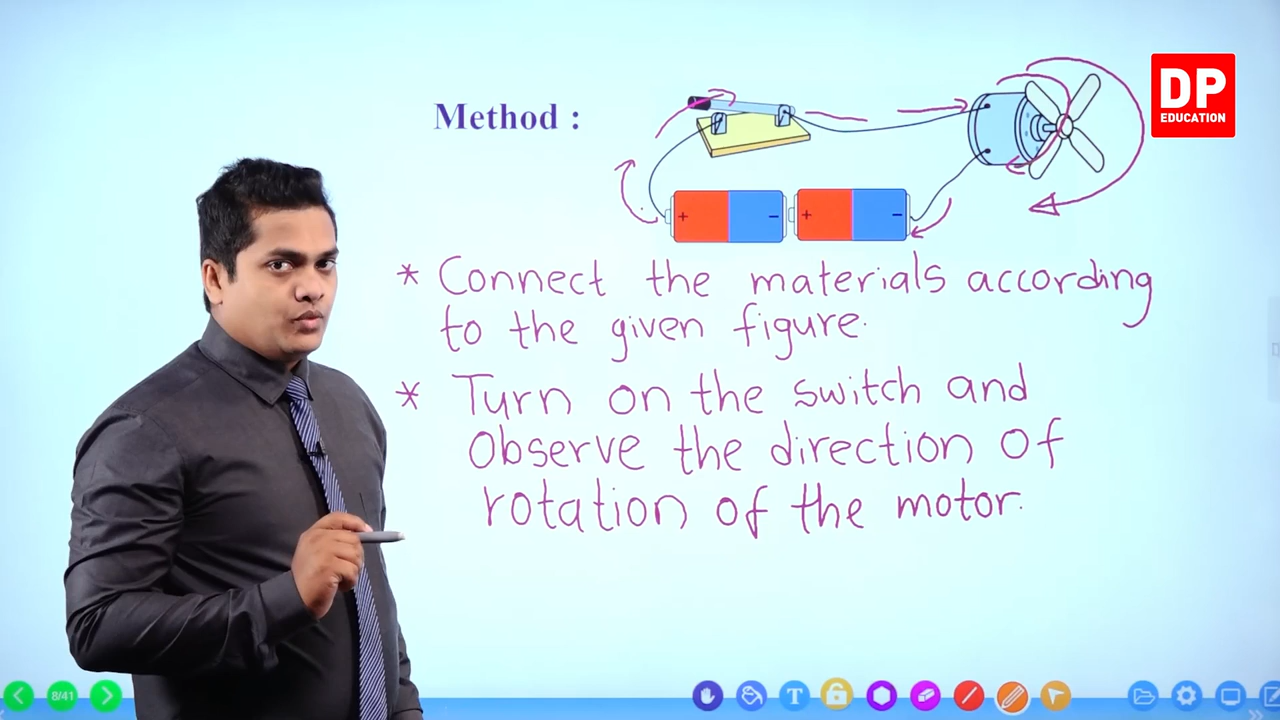 DP
EDUCATION
Method :
+ - + -
* Connect the materials according
to the given figure.
* Turn on the switch and
observe the direction of
rotation of the motor.
8/41
T